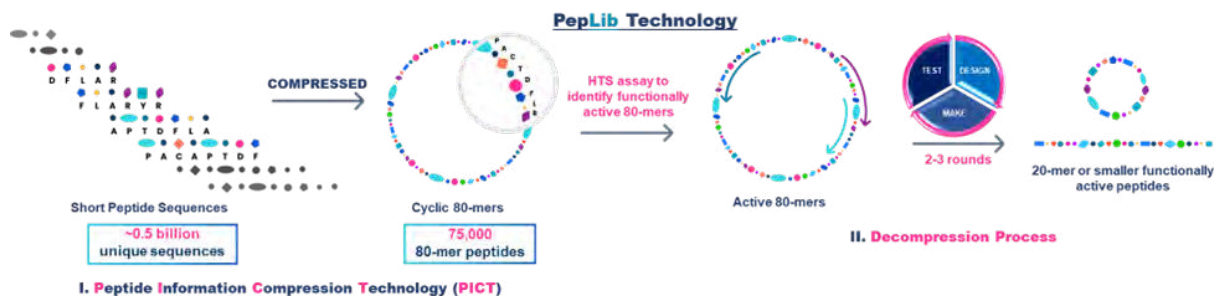 PepLib Technology
D F L A R
F L A R Y R
A P T D F L A
P A C A P T D F
COMPRESSED
P A C T D F L
HTS assay to
identify functionally
active 80-mers
TEST
DESIGN
MAKE
2-3 rounds
20-mer or smaller functionally
active peptides
Short Peptide Sequences
Cyclic 80-mers
Active 80-mers
~0.5 billion
unique sequences
75,000
80-mer peptides
II. Decompression Process
I. Peptide Information Compression Technology (PICT)